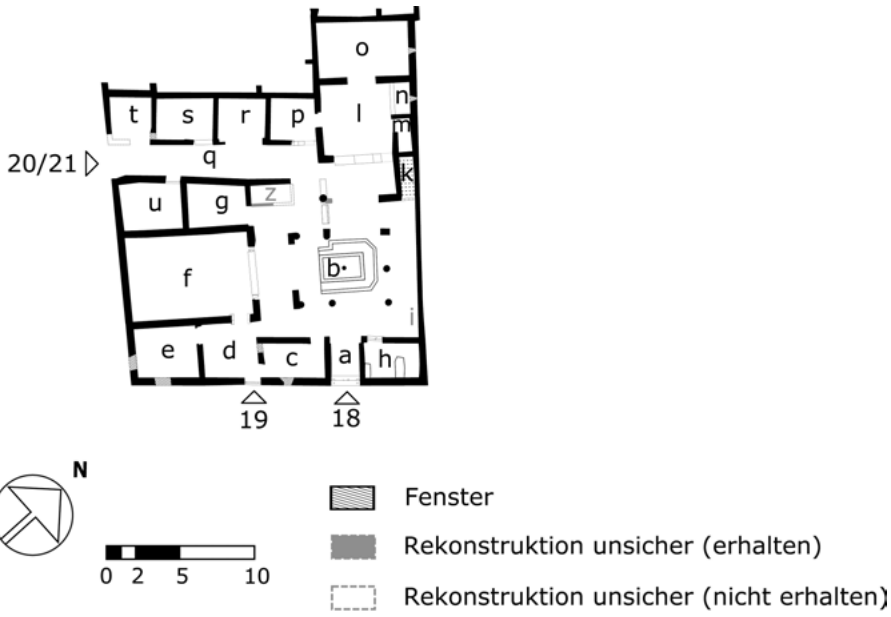 o
n
t s r p l
m
q
20/21 k
u g z
b
f
i
e d c a h
19 18
N
0 2 5 10
Fenster
Rekonstruktion unsicher (erhalten)
Rekonstruktion unsicher (nicht erhalten)